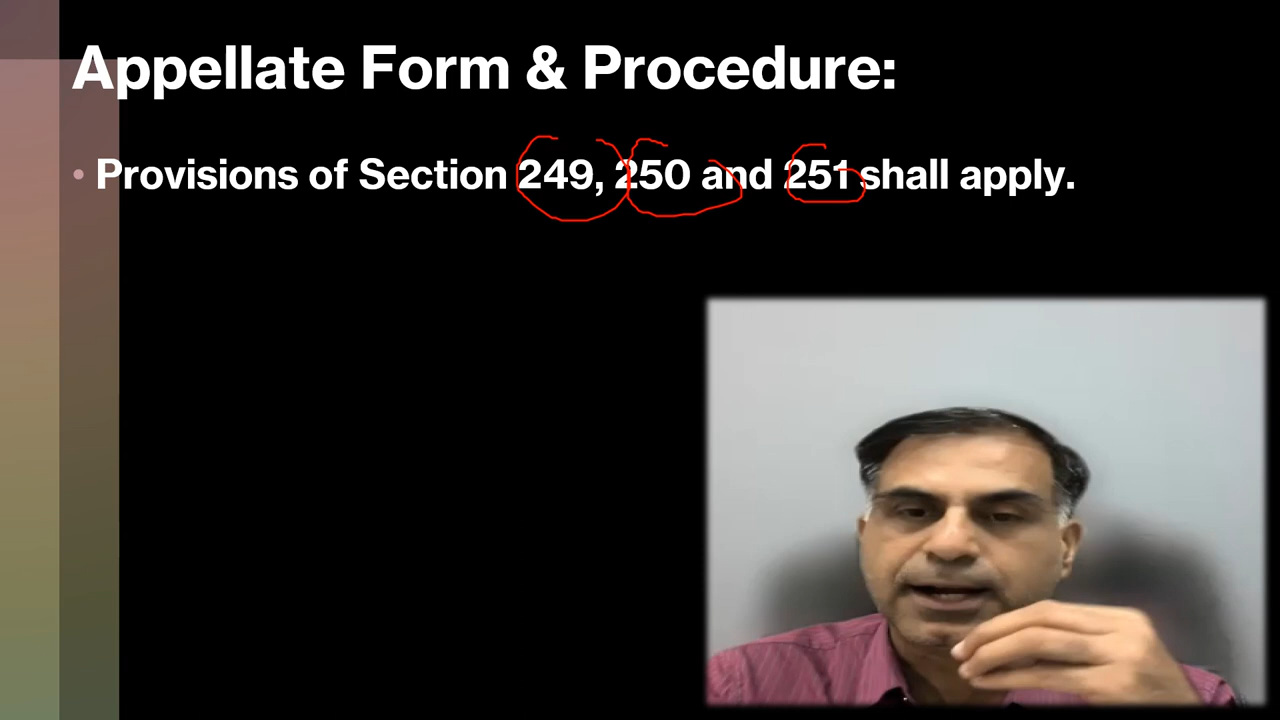 Appellate Form & Procedure:
• Provisions of Section 249, 250 and 251 shall apply.